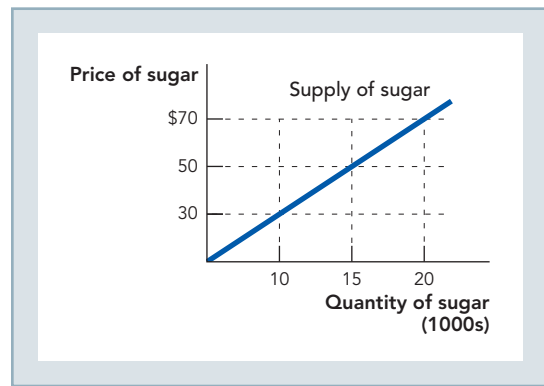 Price of sugar
Supply of sugar
$70
50
30
10 15 20
Quantity of sugar
(1000s)